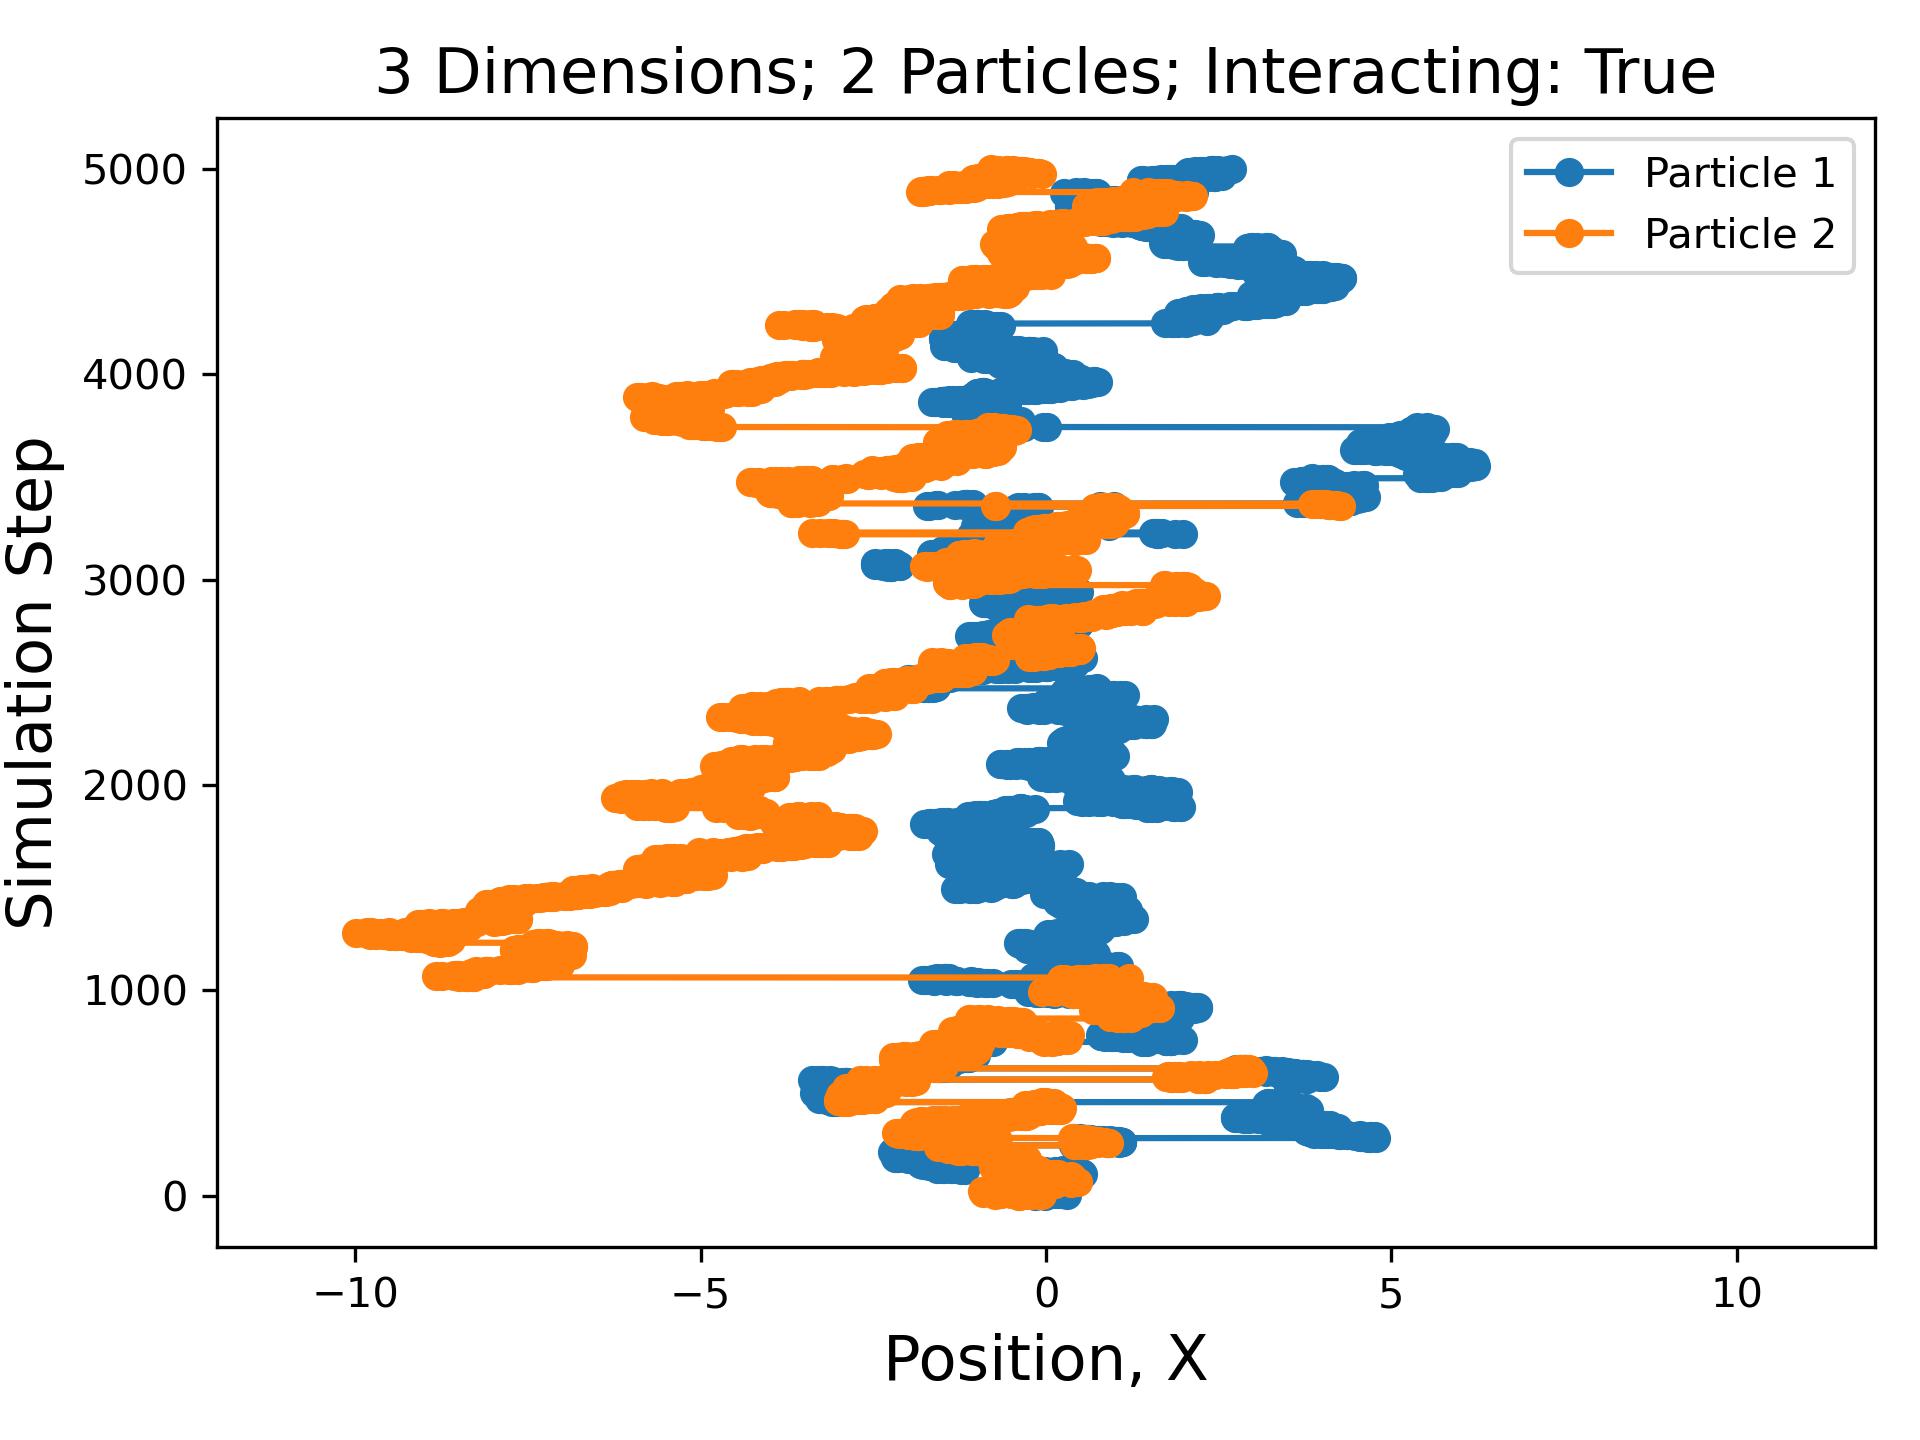 3 Dimensions; 2 Particles; Interacting: True
Particle 1
Particle 2
Simulation Step
5000
4000
3000
2000
1000
0
−10
−5
0
5
10
Position, X